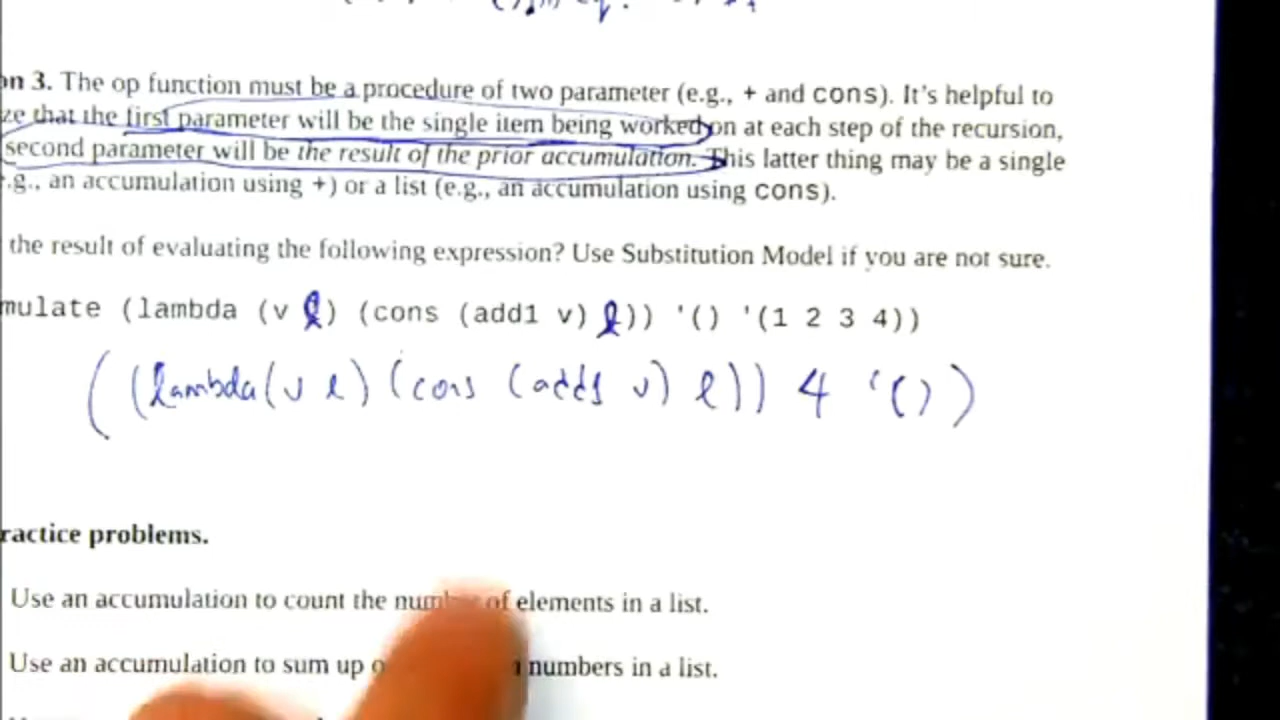 on 3. The op function must be a procedure of two parameter (e.g., + and cons). It's helpful to
ze that the first parameter will be the single item being worked on at each step of the recursion,
second parameter will be the result of the prior accumulation. This latter thing may be a single
.g., an accumulation using +) or a list (e.g., an accumulation using cons).
the result of evaluating the following expression? Use Substitution Model if you are not sure.
mulate (lambda (v l) (cons (add1 v) l)) '() '(1 2 3 4))
((lambda (v l) (cons (add1 v) l)) 4 '())
ractice problems.
Use an accumulation to count the number of elements in a list.
Use an accumulation to sum up numbers in a list.